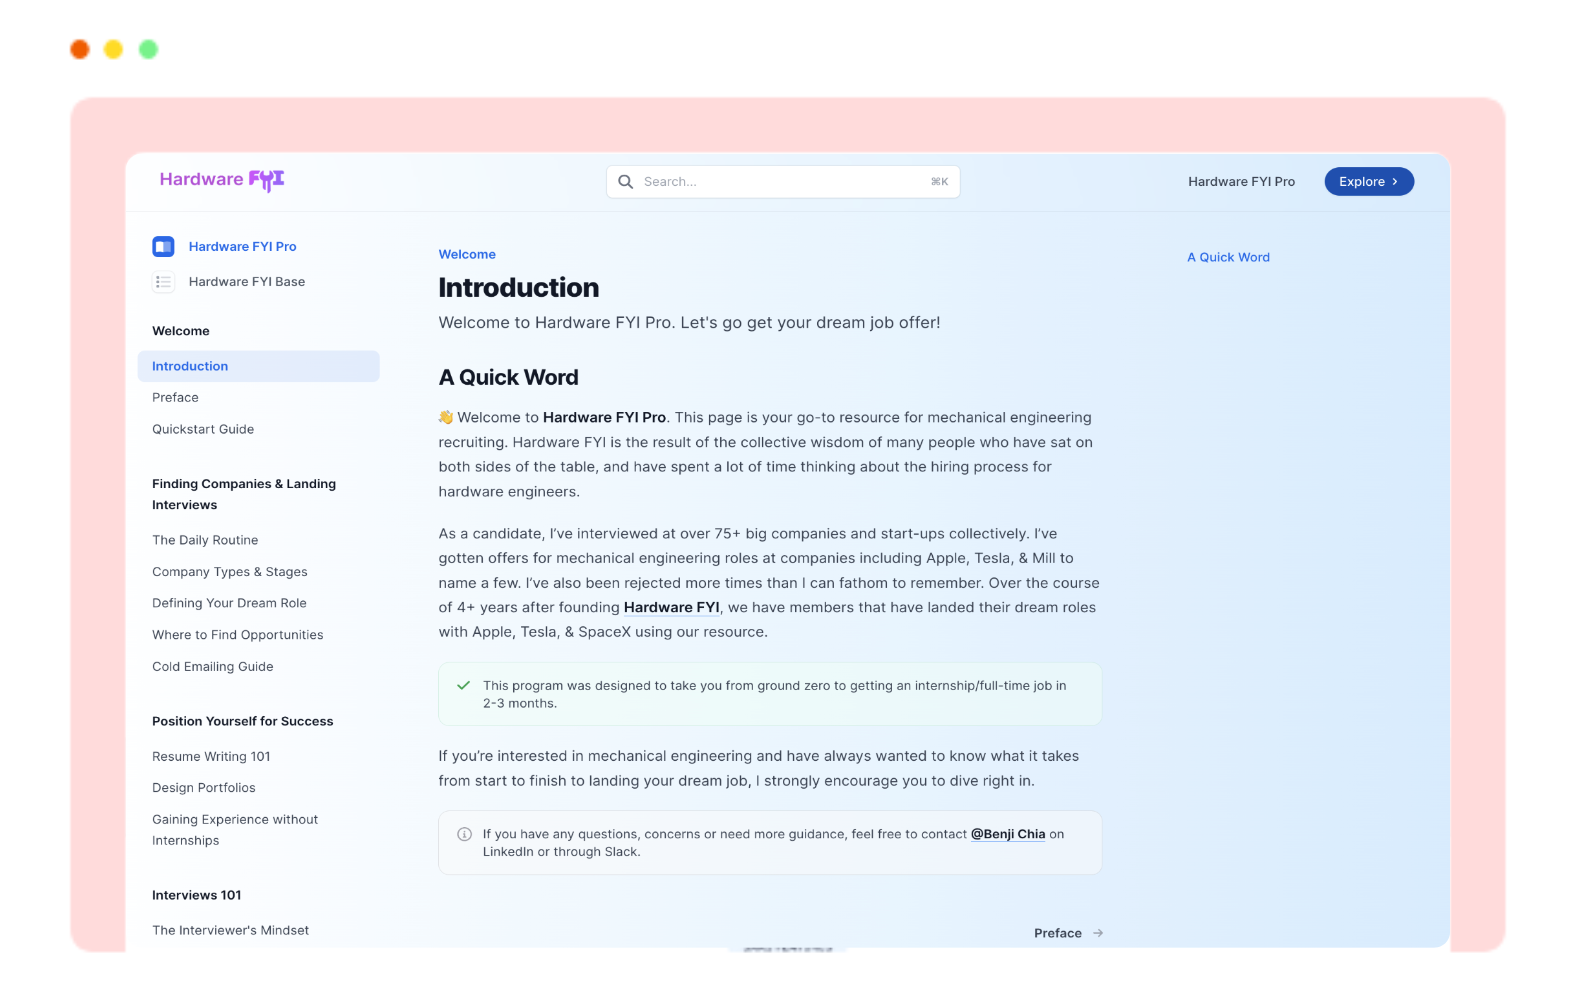 Hardware FYI
Search...
⌘K
Hardware FYI Pro
Explore ›
Hardware FYI Pro
Hardware FYI Base
Welcome
Introduction
Preface
Quickstart Guide
Finding Companies & Landing
Interviews
The Daily Routine
Company Types & Stages
Defining Your Dream Role
Where to Find Opportunities
Cold Emailing Guide
Position Yourself for Success
Resume Writing 101
Design Portfolios
Gaining Experience without
Internships
Interviews 101
The Interviewer's Mindset
Welcome
Introduction
Welcome to Hardware FYI Pro. Let's go get your dream job offer!
A Quick Word
👋 Welcome to Hardware FYI Pro. This page is your go-to resource for mechanical engineering
recruiting. Hardware FYI is the result of the collective wisdom of many people who have sat on
both sides of the table, and have spent a lot of time thinking about the hiring process for
hardware engineers.
As a candidate, I’ve interviewed at over 75+ big companies and start-ups collectively. I’ve
gotten offers for mechanical engineering roles at companies including Apple, Tesla, & Mill to
name a few. I’ve also been rejected more times than I can fathom to remember. Over the course
of 4+ years after founding Hardware FYI, we have members that have landed their dream roles
with Apple, Tesla, & SpaceX using our resource.
This program was designed to take you from ground zero to getting an internship/full-time job in
2-3 months.
If you’re interested in mechanical engineering and have always wanted to know what it takes
from start to finish to landing your dream job, I strongly encourage you to dive right in.
If you have any questions, concerns or need more guidance, feel free to contact @Benji Chia on
LinkedIn or through Slack.
Preface →
A Quick Word